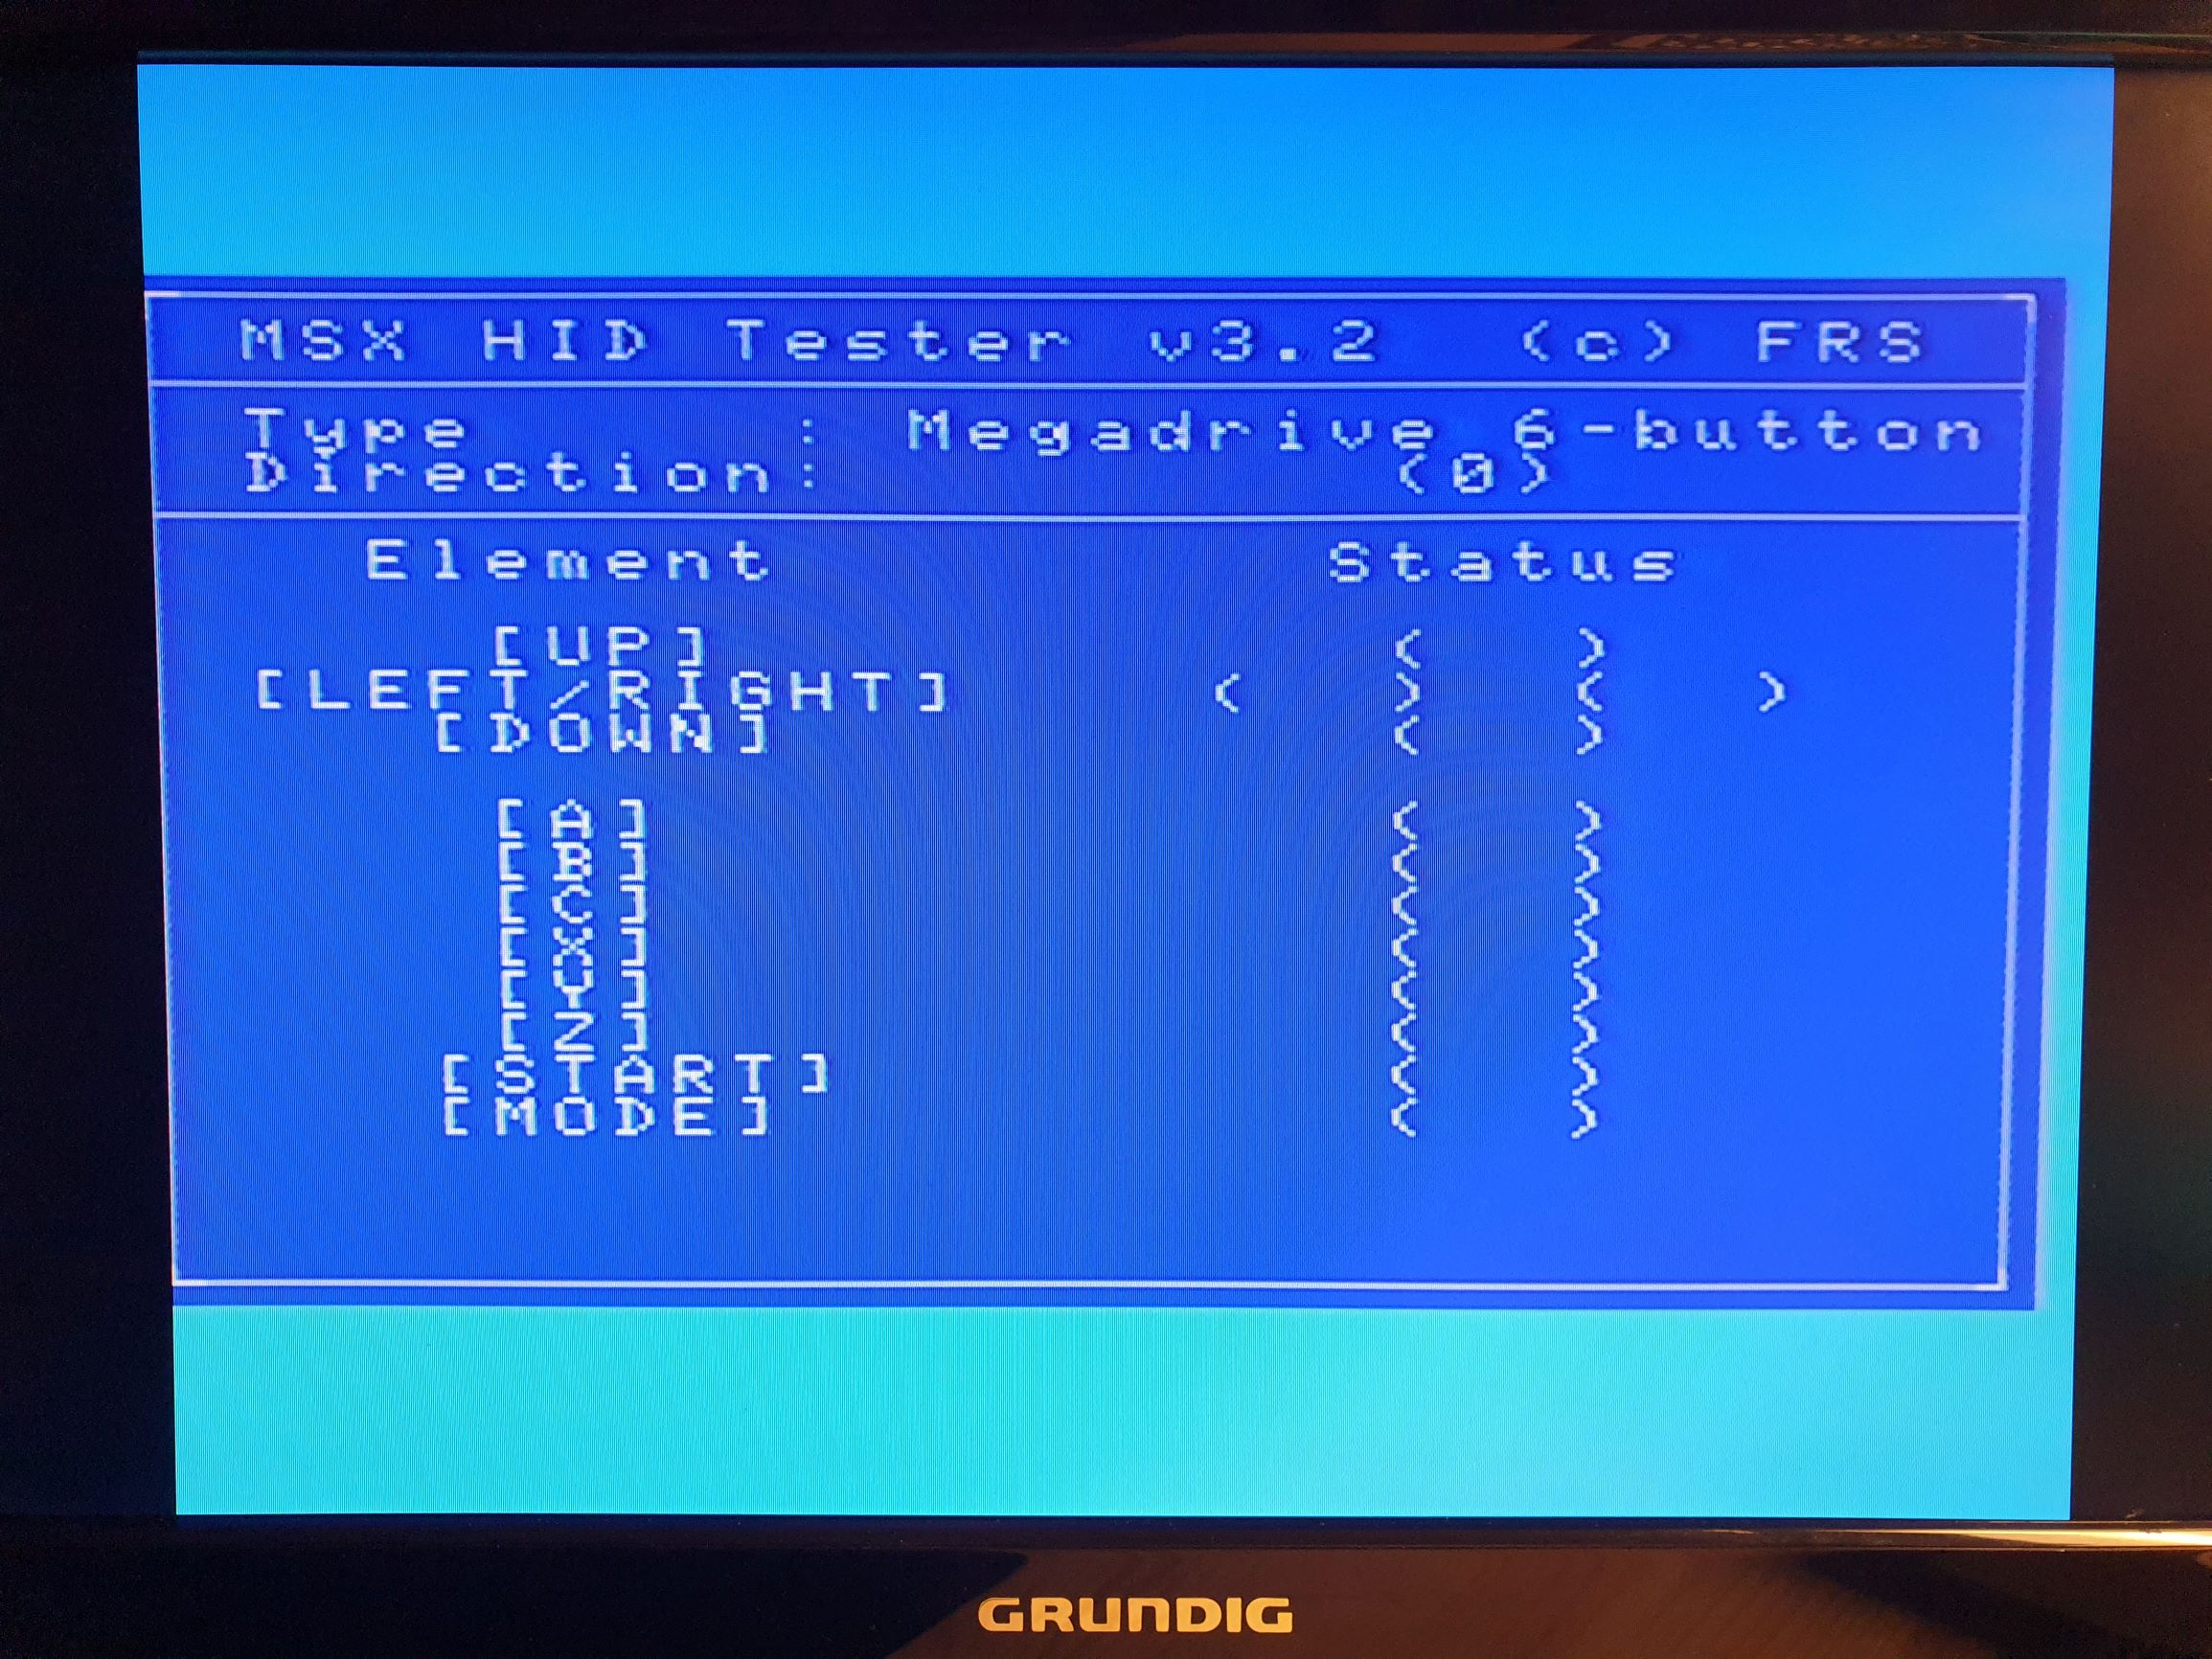 MSX HID Tester v3.2 (c) FRS
Type : Megadrive 6-button
Direction: (0)
Element Status
[UP] ( )
[LEFT/RIGHT] ( ) ( )
[DOWN] ( )
[A] ( )
[B] ( )
[C] ( )
[X] ( )
[Y] ( )
[Z] ( )
[START] ( )
[MODE] ( )
GRUNDIG